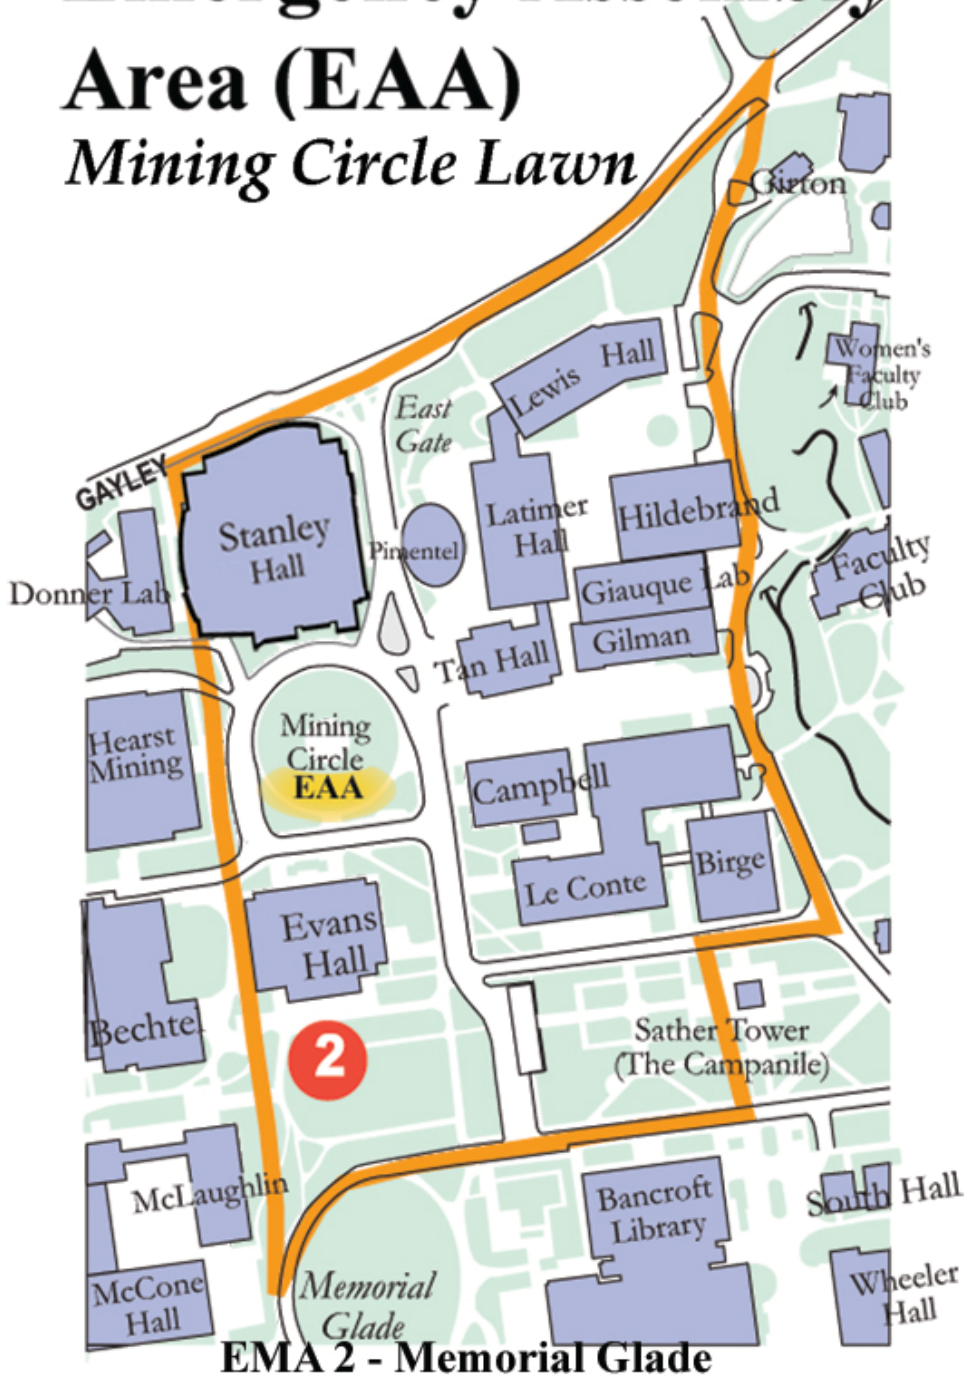 Emergency Assembly
Area (EAA)
Mining Circle Lawn
Girton
Women's
Faculty
Club
Lewis Hall
East
Gate
GAYLEY
Stanley
Hall
Pimentel
Latimer
Hall
Hildebrand
Faculty
Club
Donner Lab
Giauque Lab
Gilman
Tan Hall
Hearst
Mining
Mining
Circle
EAA
Campbell
Birge
Le Conte
Evans
Hall
Bechtel
2
Sather Tower
(The Campanile)
McLaughlin
Bancroft
Library
South Hall
McCone
Hall
Memorial
Glade
Wheeler
Hall
EMA 2 - Memorial Glade